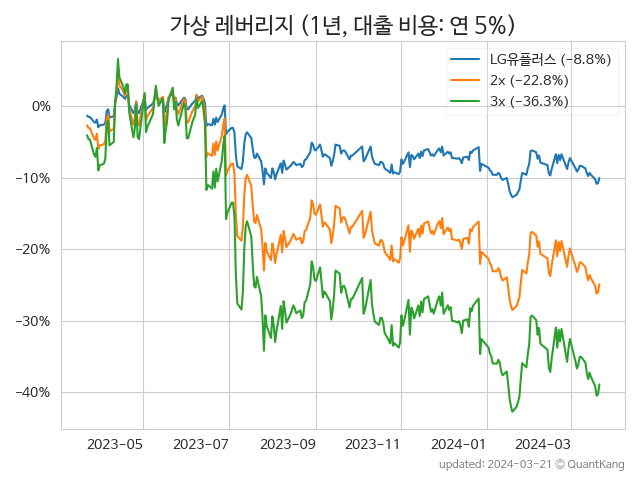 가상 레버리지 (1년, 대출 비용: 연 5%)
LG유플러스 (−8.8%)
2x (−22.8%)
3x (−36.3%)
0%
−10%
−20%
−30%
−40%
2023-05 2023-07 2023-09 2023-11 2024-01 2024-03
updated: 2024-03-21 © QuantKang